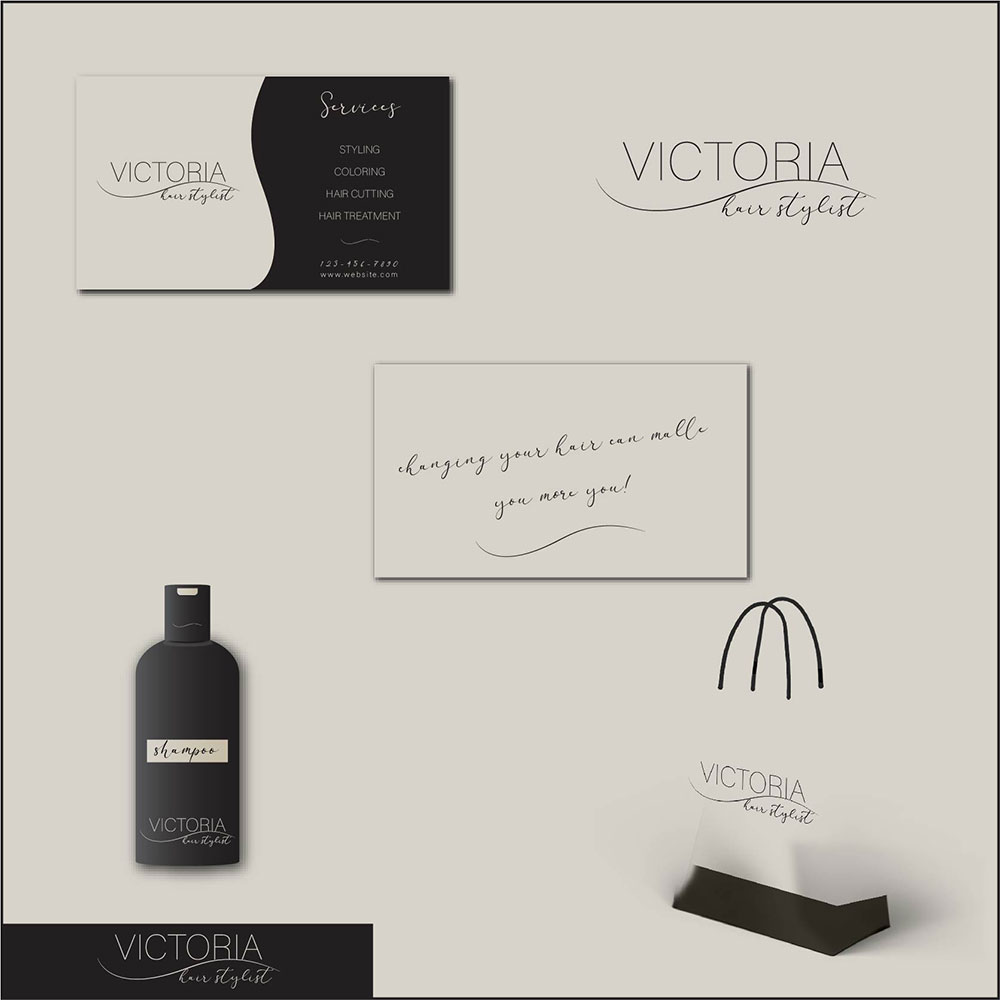 VICTORIA
hair stylist
Services
STYLING
COLORING
HAIR CUTTING
HAIR TREATMENT
123-456-7890
www.website.com
VICTORIA
hair stylist
changing your hair can malle
you more you!
shampoo
VICTORIA
hair stylist
VICTORIA
hair stylist
VICTORIA
hair stylist